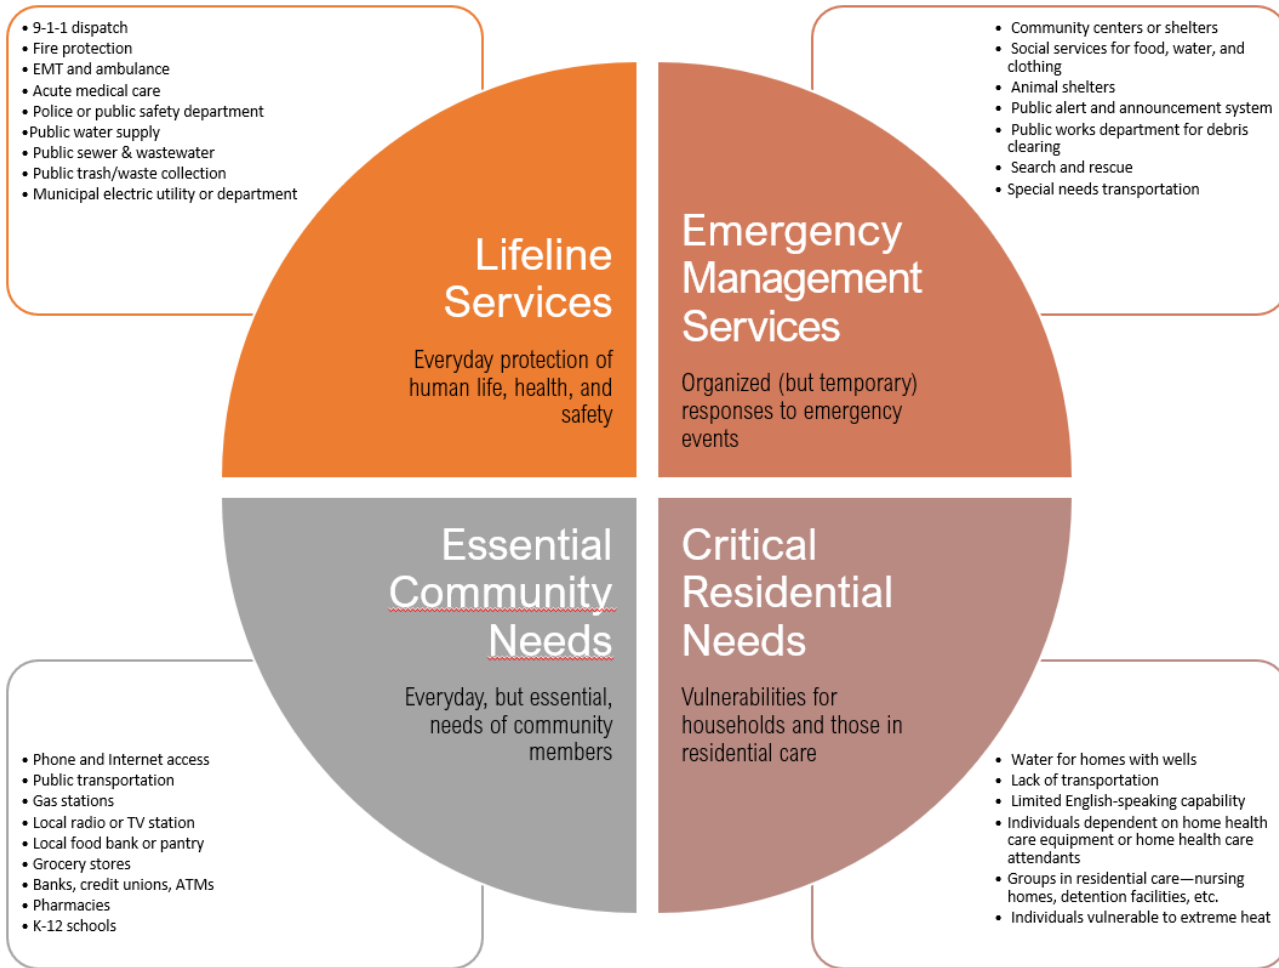 • 9-1-1 dispatch
• Fire protection
• EMT and ambulance
• Acute medical care
• Police or public safety department
•Public water supply
• Public sewer & wastewater
• Public trash/waste collection
• Municipal electric utility or department
Lifeline
Services
Everyday protection of
human life, health, and
safety
• Community centers or shelters
• Social services for food, water, and
clothing
• Animal shelters
• Public alert and announcement system
• Public works department for debris
clearing
• Search and rescue
• Special needs transportation
Emergency
Management
Services
Organized (but temporary)
responses to emergency
events
Essential
Community
Needs
Everyday, but essential,
needs of community
members
• Phone and Internet access
• Public transportation
• Gas stations
• Local radio or TV station
• Local food bank or pantry
• Grocery stores
• Banks, credit unions, ATMs
• Pharmacies
• K-12 schools
Critical
Residential
Needs
Vulnerabilities for
households and those in
residential care
• Water for homes with wells
• Lack of transportation
• Limited English-speaking capability
• Individuals dependent on home health
care equipment or home health care
attendants
• Groups in residential care—nursing
homes, detention facilities, etc.
• Individuals vulnerable to extreme heat